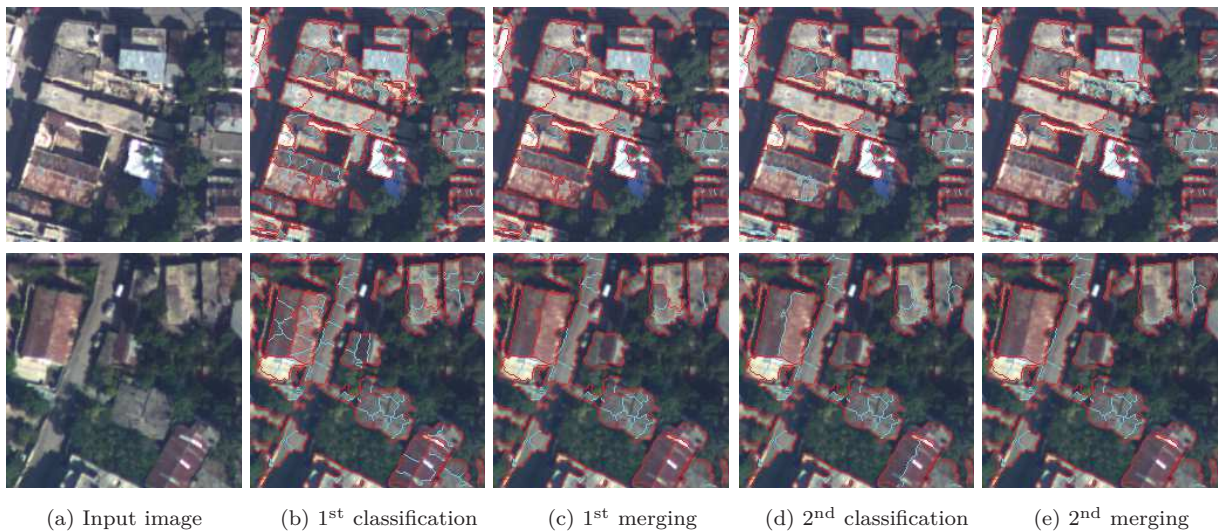 (a) Input image
(b) 1st classification
(c) 1st merging
(d) 2nd classification
(e) 2nd merging